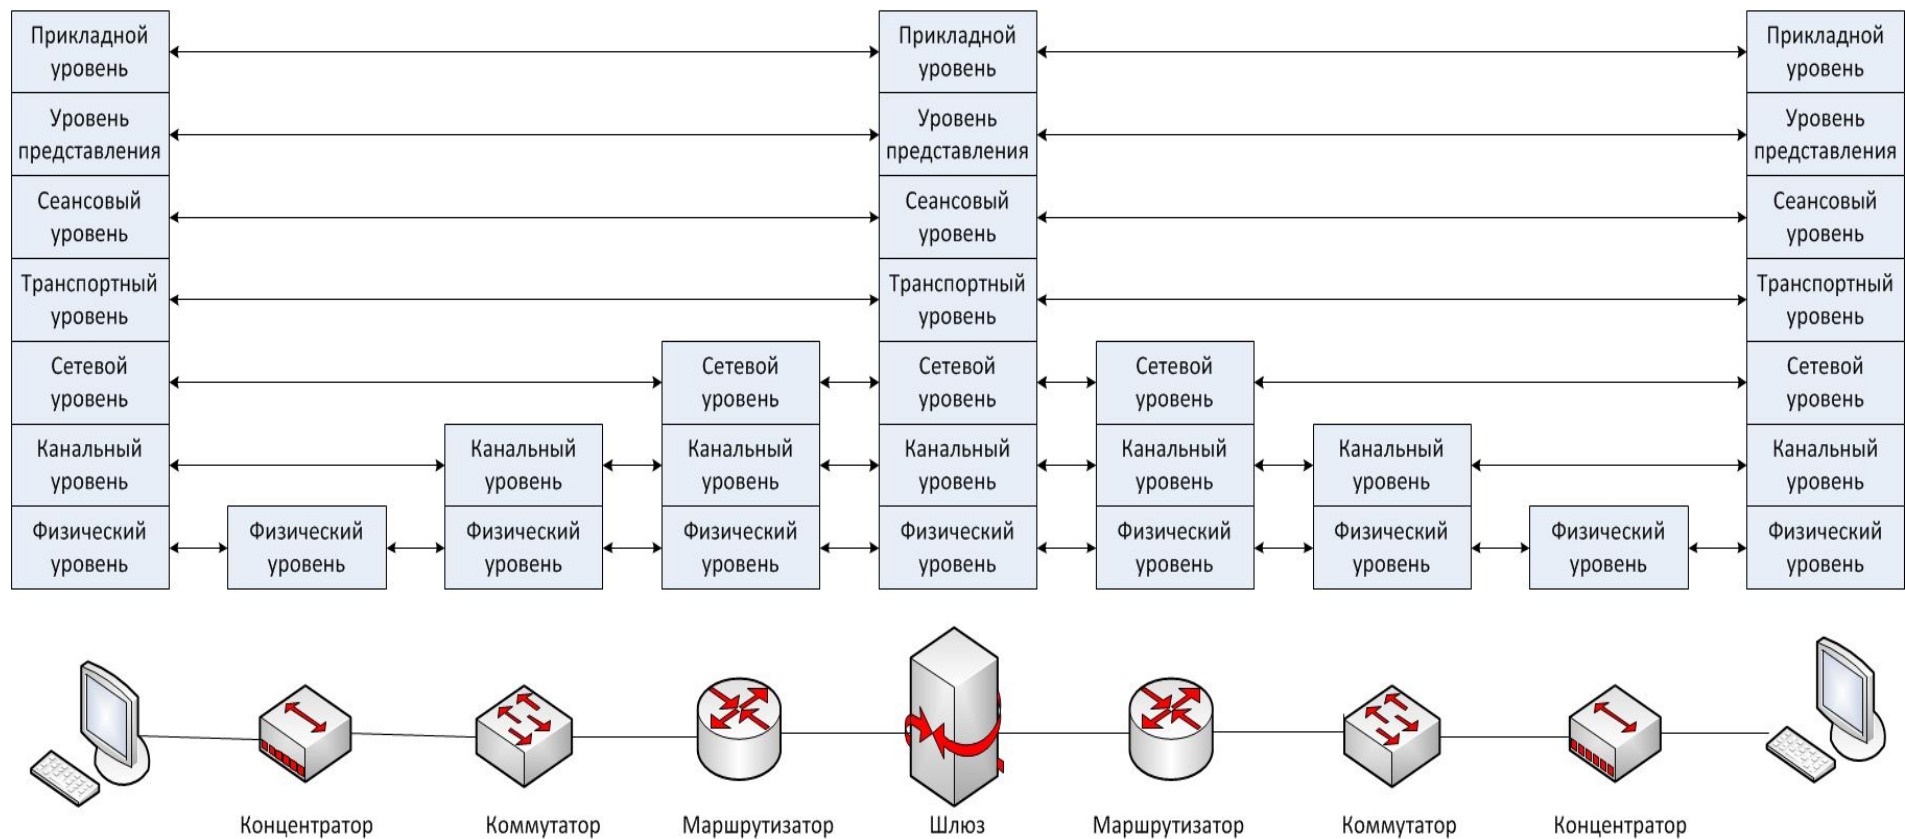 Прикладной
уровень
Прикладной
уровень
Прикладной
уровень
Уровень
представления
Уровень
представления
Уровень
представления
Сеансовый
уровень
Сеансовый
уровень
Сеансовый
уровень
Транспортный
уровень
Транспортный
уровень
Транспортный
уровень
Сетевой
уровень
Сетевой
уровень
Сетевой
уровень
Сетевой
уровень
Сетевой
уровень
Канальный
уровень
Канальный
уровень
Канальный
уровень
Канальный
уровень
Канальный
уровень
Канальный
уровень
Канальный
уровень
Физический
уровень
Физический
уровень
Физический
уровень
Физический
уровень
Физический
уровень
Физический
уровень
Физический
уровень
Физический
уровень
Физический
уровень
Концентратор
Коммутатор
Маршрутизатор
Шлюз
Маршрутизатор
Коммутатор
Концентратор